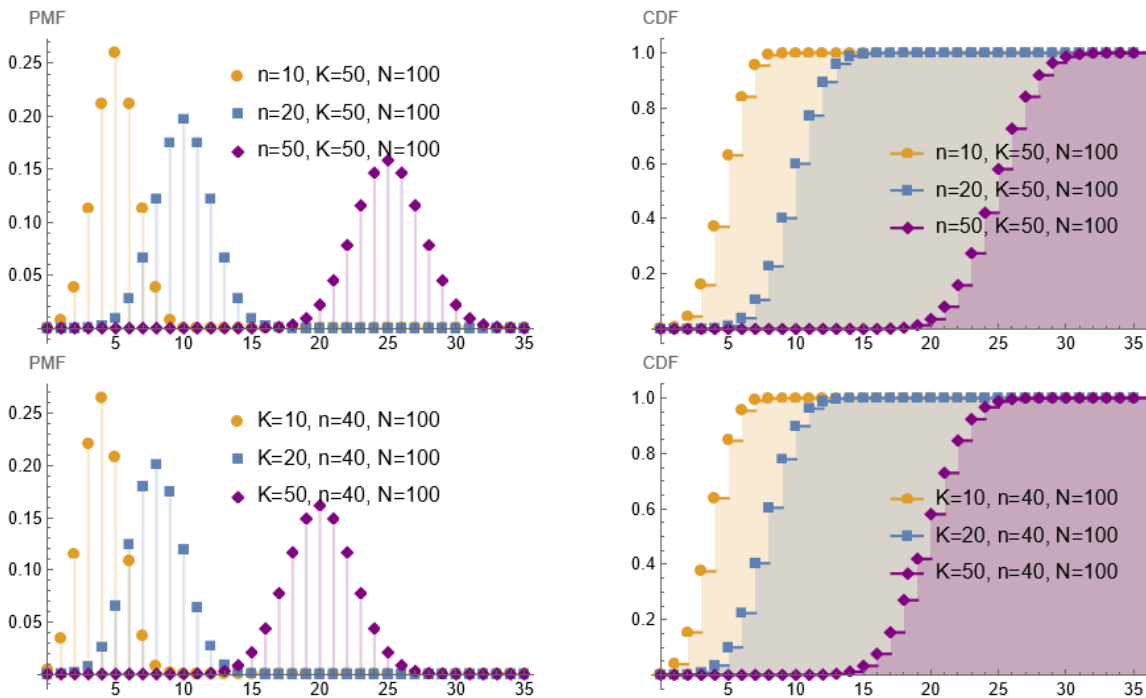 PMF
0.25
0.20
0.15
0.10
0.05
n=10, K=50, N=100
n=20, K=50, N=100
n=50, K=50, N=100
5 10 15 20 25 30 35
CDF
1.0
0.8
0.6
0.4
0.2
n=10, K=50, N=100
n=20, K=50, N=100
n=50, K=50, N=100
5 10 15 20 25 30 35
PMF
0.25
0.20
0.15
0.10
0.05
K=10, n=40, N=100
K=20, n=40, N=100
K=50, n=40, N=100
5 10 15 20 25 30 35
CDF
1.0
0.8
0.6
0.4
0.2
K=10, n=40, N=100
K=20, n=40, N=100
K=50, n=40, N=100
5 10 15 20 25 30 35